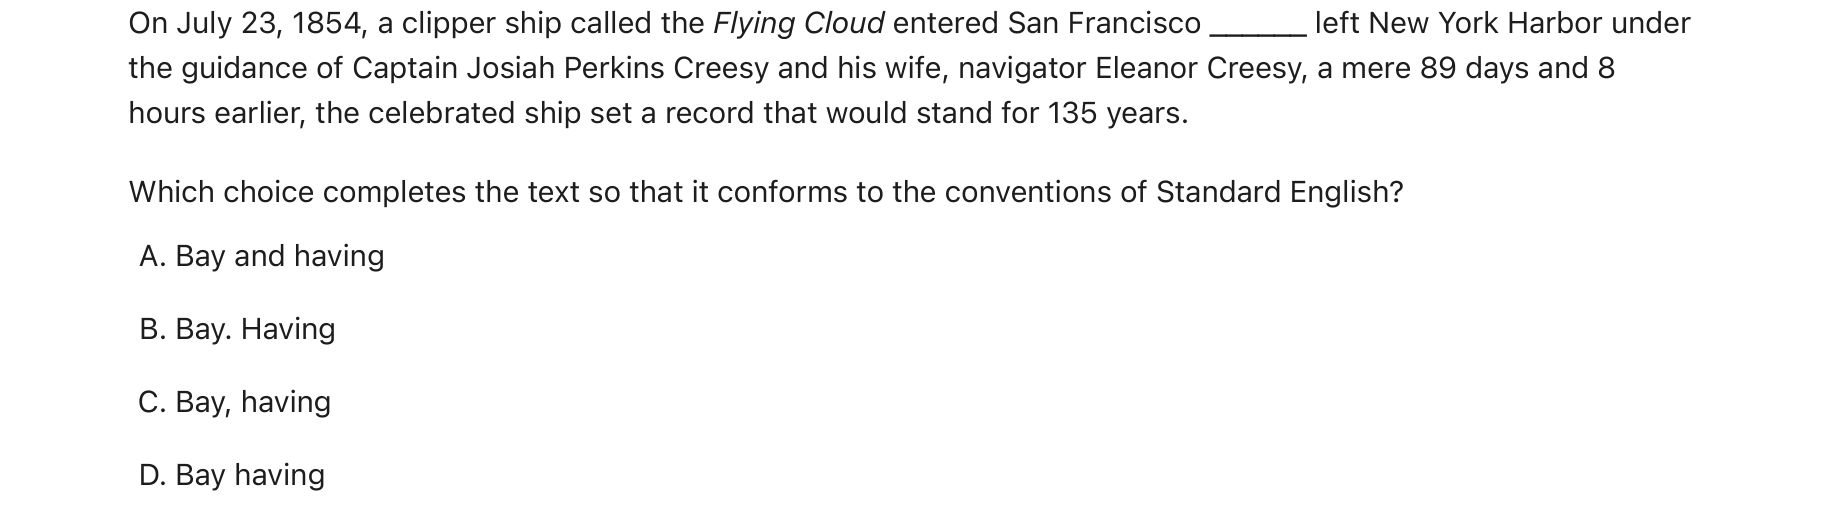 On July 23, 1854, a clipper ship called the Flying Cloud entered San Francisco ______ left New York Harbor under
the guidance of Captain Josiah Perkins Creesy and his wife, navigator Eleanor Creesy, a mere 89 days and 8
hours earlier, the celebrated ship set a record that would stand for 135 years.
Which choice completes the text so that it conforms to the conventions of Standard English?
A. Bay and having
B. Bay. Having
C. Bay, having
D. Bay having